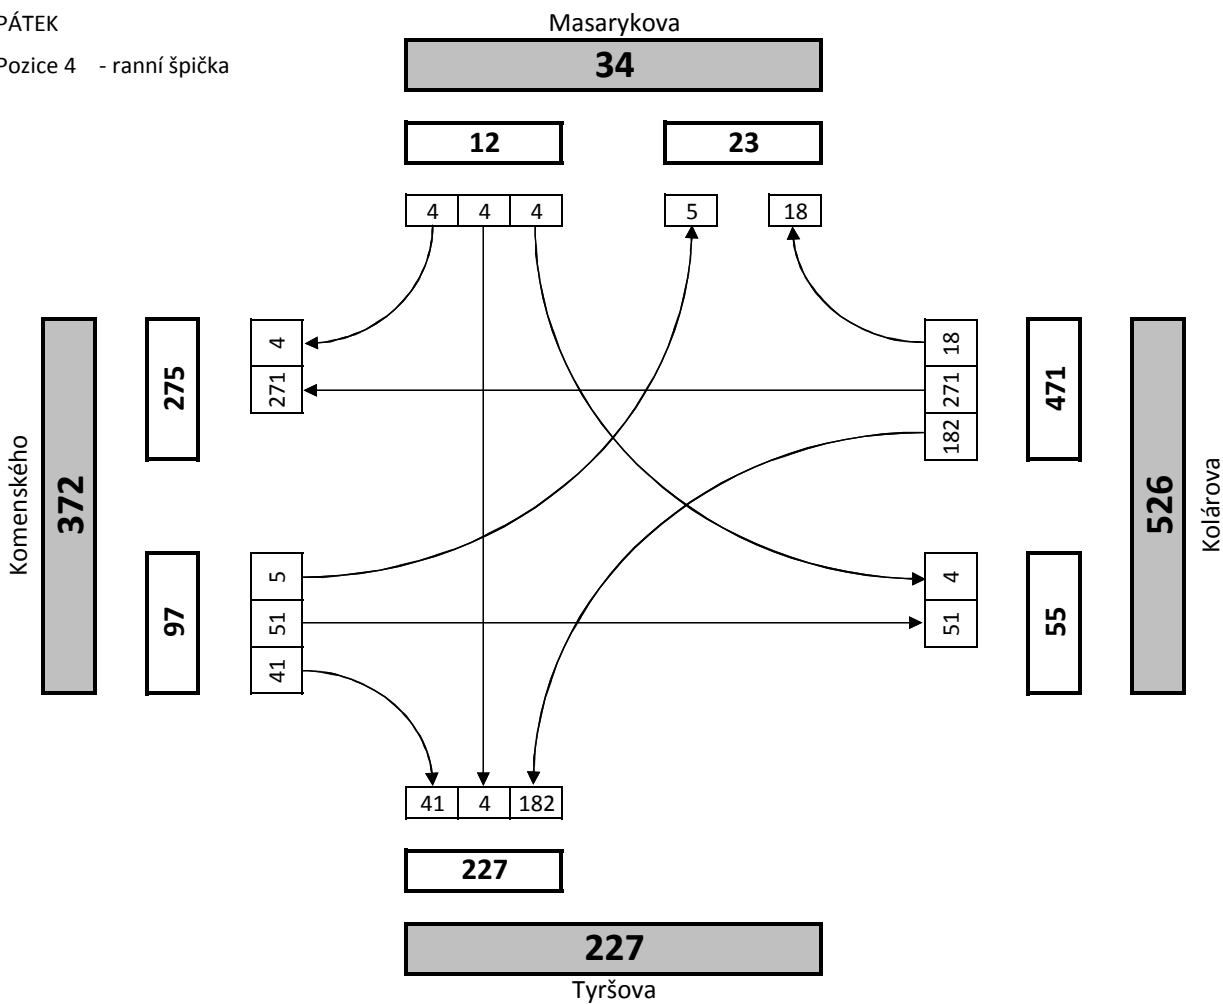 PÁTEK
Masarykova
Pozice 4 - ranní špička
34
12 23
4 4 4 5 18
4 18
271 271
182
275 471
Komenského
372
526
Kolárova
5 4
51 51
41
97 55
41 4 182
227
227
Tyršova